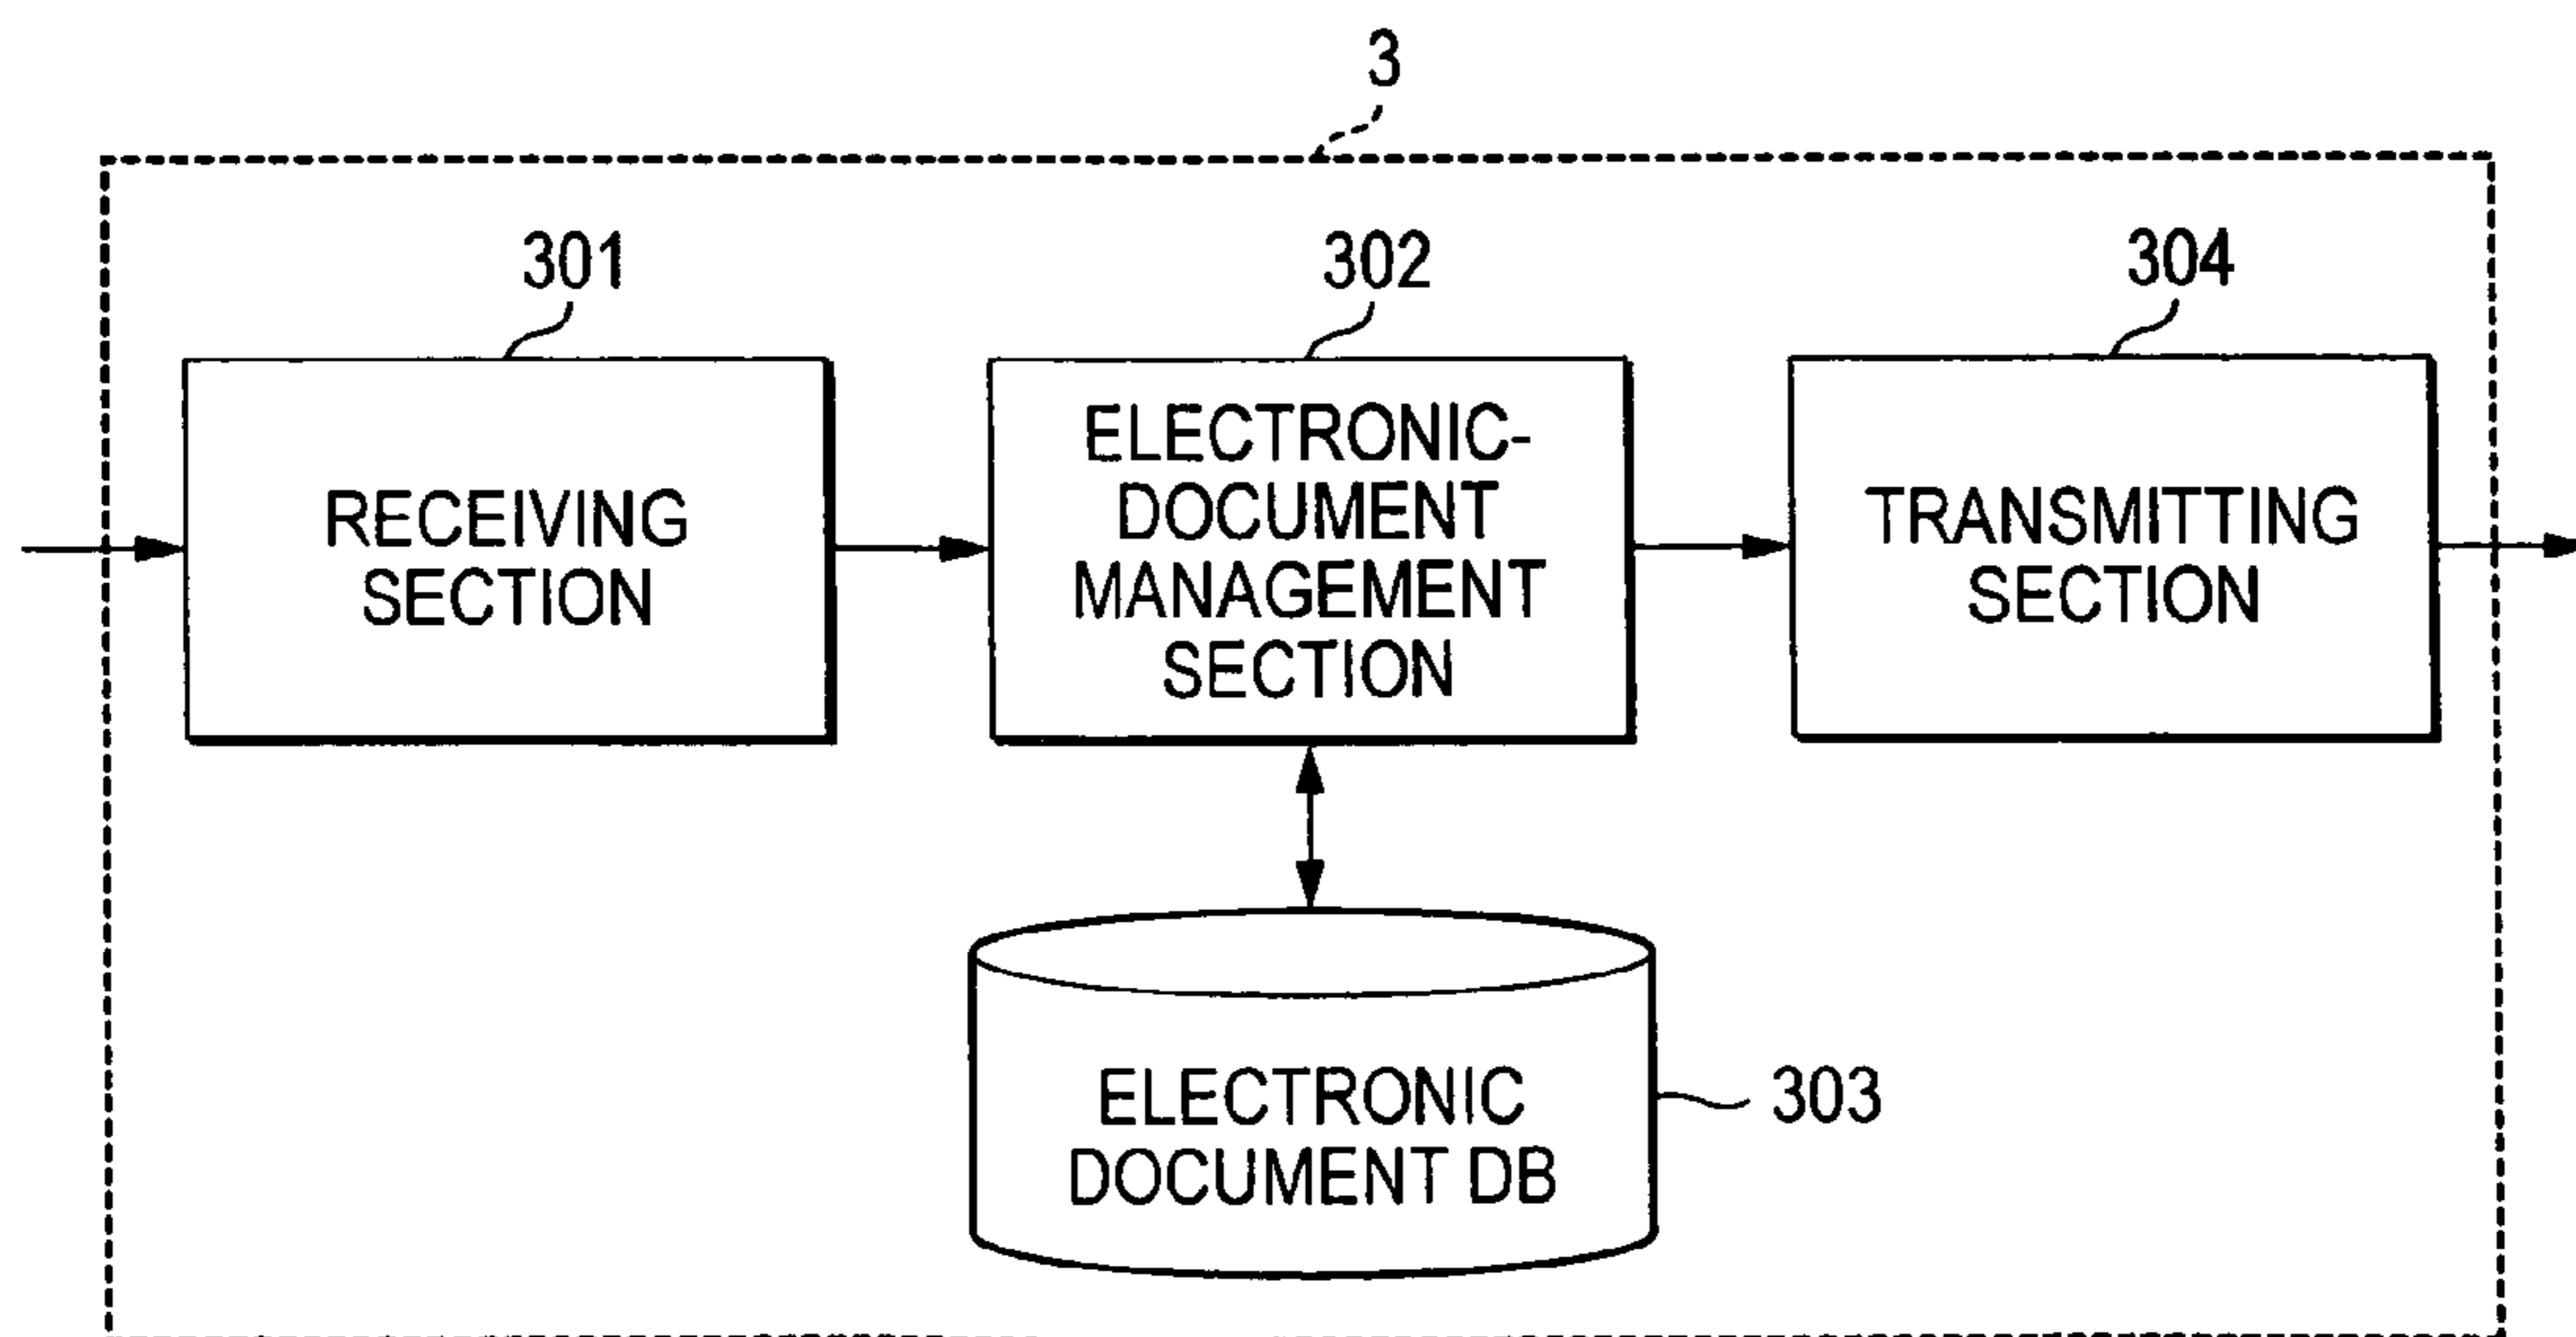 3
301
302
304
RECEIVING
SECTION
ELECTRONIC-
DOCUMENT
MANAGEMENT
SECTION
TRANSMITTING
SECTION
ELECTRONIC
DOCUMENT DB
303